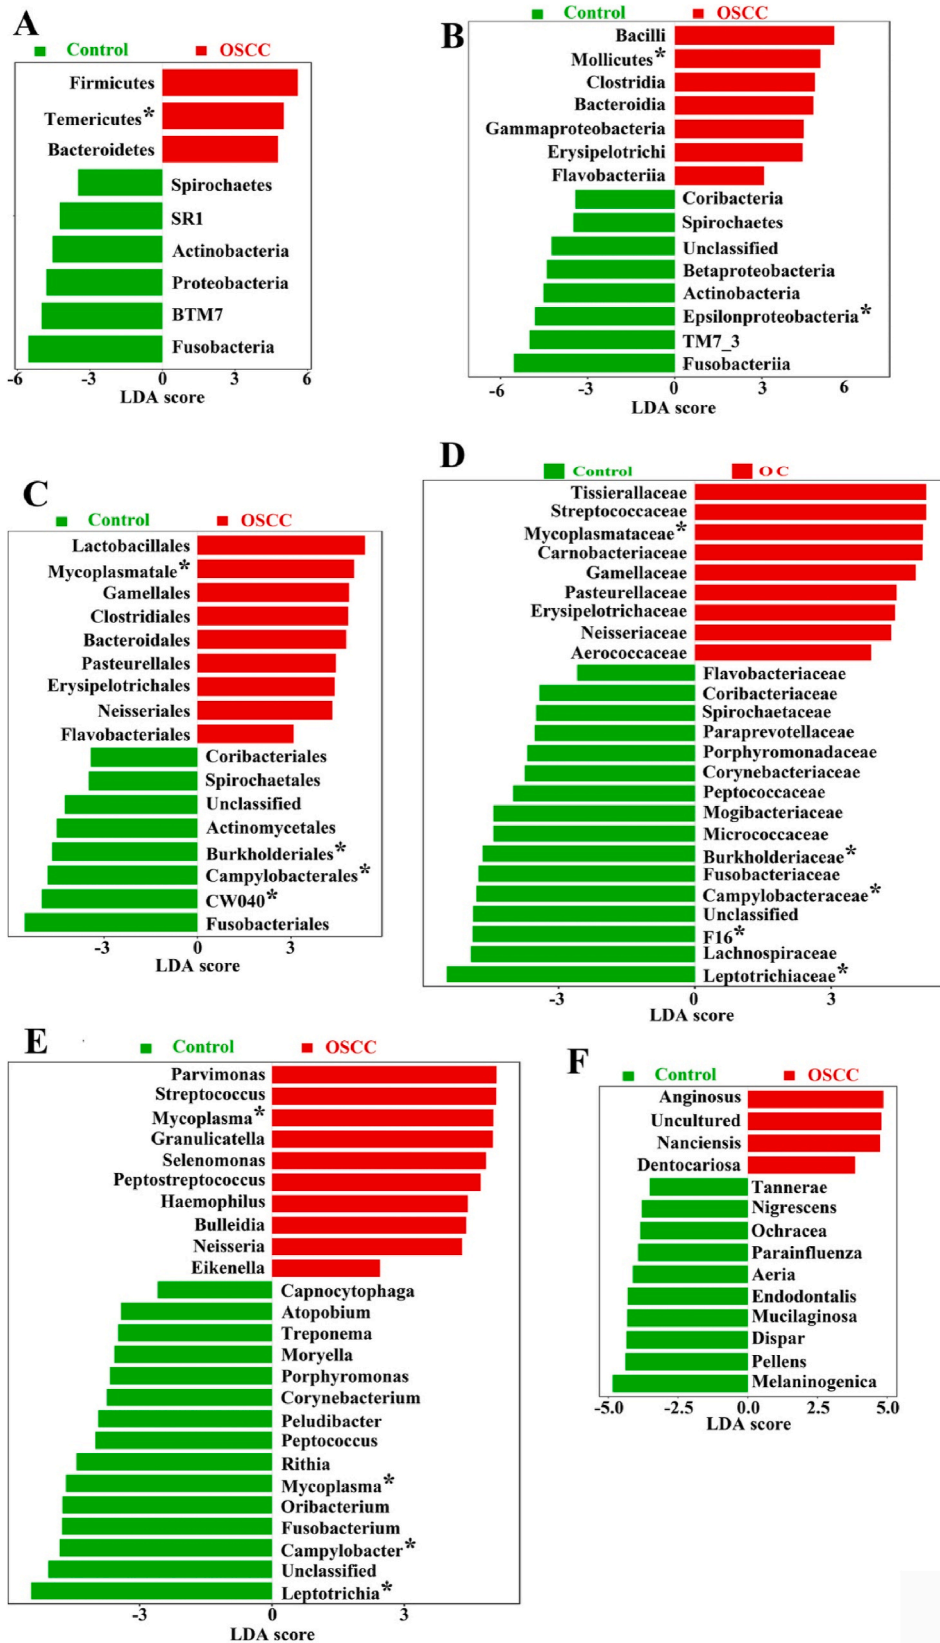 A
Control OSCC
Firmicutes
Temericutes*
Bacteroidetes
Spirochaetes
SR1
Actinobacteria
Proteobacteria
BTM7
Fusobacteria
-6 -3 0 3 6
LDA score
B
Control OSCC
Bacilli
Mollicutes*
Clostridia
Bacteroidia
Gammaproteobacteria
Erysipelotrichi
Flavobacteriia
Coribacteria
Spirochaetes
Unclassified
Betaproteobacteria
Actinobacteria
Epsilonproteobacteria*
TM7_3
Fusobacteriia
-6 -3 0 3 6
LDA score
C
Control OSCC
Lactobacillales
Mycoplasmatale*
Gamellales
Clostridiales
Bacteroidales
Pasteurellales
Erysipelotrichales
Neisseriales
Flavobacteriales
Coribacteriales
Spirochaetales
Unclassified
Actinomycetales
Burkholderiales*
Campylobacterales*
CW040*
Fusobacteriales
-3 0 3
LDA score
D
Control OC
Tissierallaceae
Streptococcaceae
Mycoplasmataceae*
Carnobacteriaceae
Gamellaceae
Pasteurellaceae
Erysipelotrichaceae
Neisseriaceae
Aerococcaceae
Flavobacteriaceae
Coribacteriaceae
Spirochaetaceae
Paraprevotellaceae
Porphyromonadaceae
Corynebacteriaceae
Peptococcaceae
Mogibacteriaceae
Micrococcaceae
Burkholderiaceae*
Fusobacteriaceae
Campylobacteraceae*
Unclassified
F16*
Lachnospiraceae
Leptotrichiaceae*
-3 0 3
LDA score
E
Control OSCC
Parvimonas
Streptococcus
Mycoplasma*
Granulicatella
Selenomonas
Peptostreptococcus
Haemophilus
Bulleidia
Neisseria
Eikenella
Capnocytophaga
Atopobium
Treponema
Moryella
Porphyromonas
Corynebacterium
Peludibacter
Peptococcus
Rithia
Mycoplasma*
Oribacterium
Fusobacterium
Campylobacter*
Unclassified
Leptotrichia*
-3 0 3
LDA score
F
Control OSCC
Anginosus
Uncultured
Nanciensis
Dentocariosa
Tannerae
Nigrescens
Ochracea
Parainfluenza
Aeria
Endodontalis
Mucilaginosa
Dispar
Pellens
Melaninogenica
-5.0 -2.5 0.0 2.5 5.0
LDA score